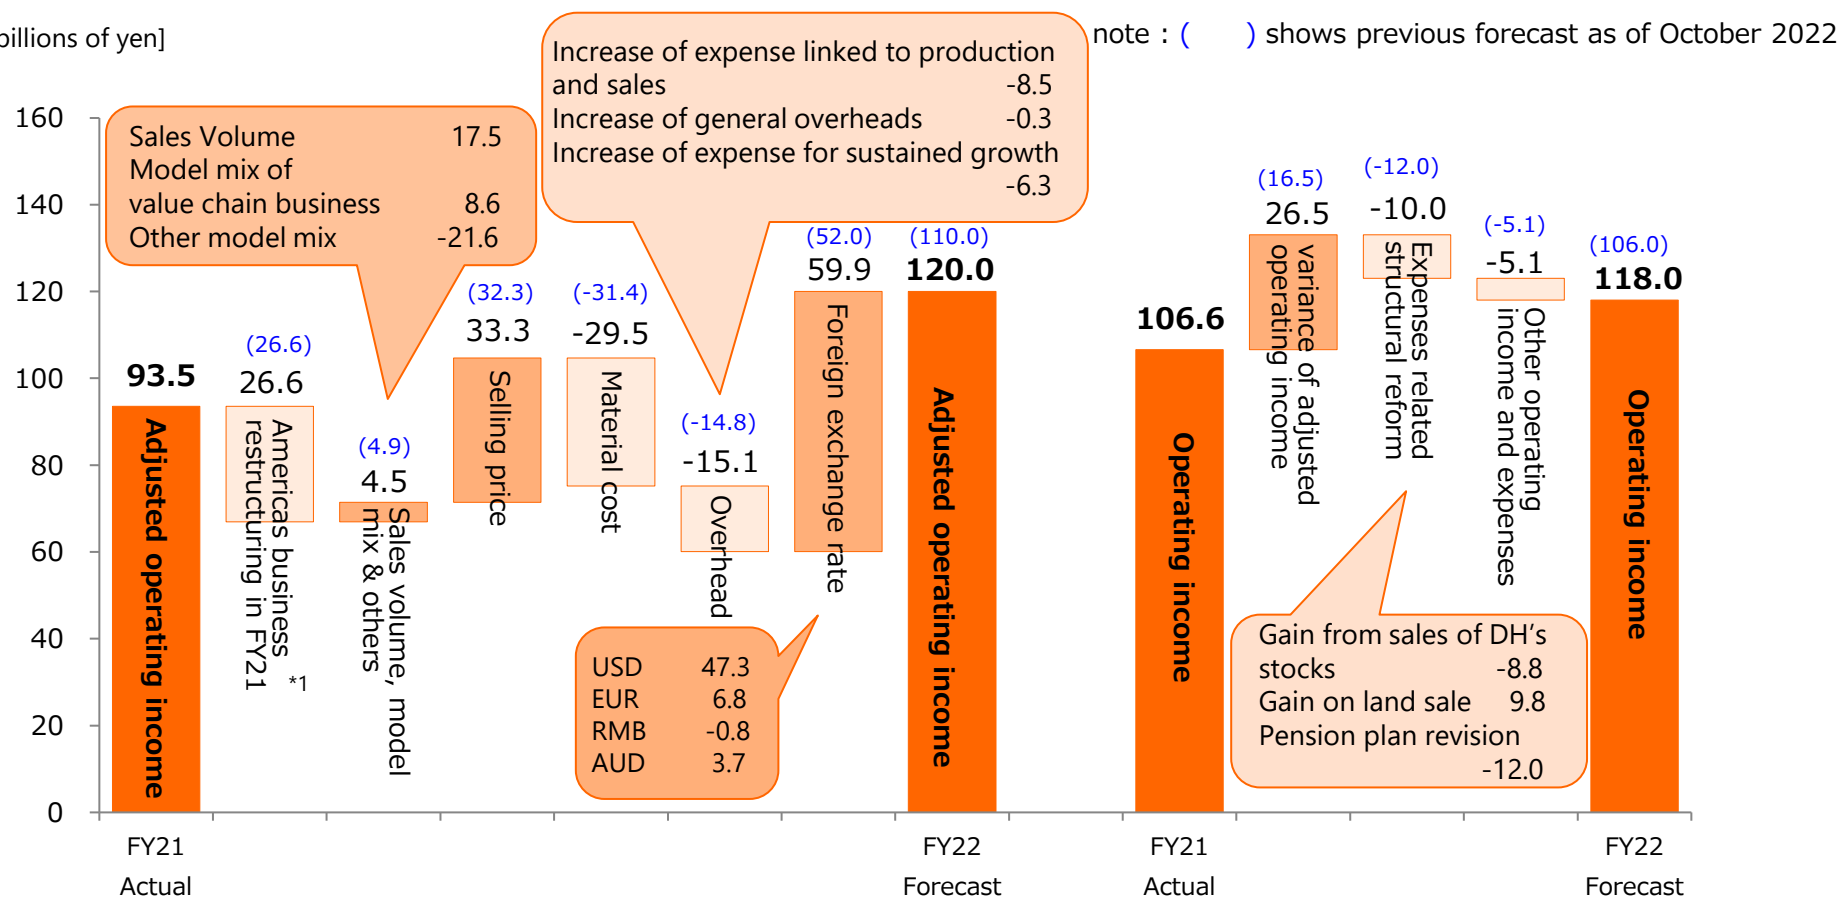 billions of yen]
note : (    ) shows previous forecast as of October 2022
Increase of expense linked to production
and sales -8.5
Increase of general overheads -0.3
Increase of expense for sustained growth
-6.3
Sales Volume 17.5
Model mix of
value chain business 8.6
Other model mix -21.6
160
140
120
100
80
60
40
20
0
93.5
Adjusted operating income
(26.6)
26.6
Americas business
restructuring in FY21 *1
(4.9)
4.5
Sales volume, model
mix & others
(32.3)
33.3
Selling price
(-31.4)
-29.5
Material cost
(-14.8)
-15.1
Overhead
(52.0)
59.9
Foreign exchange rate
USD 47.3
EUR 6.8
RMB -0.8
AUD 3.7
(110.0)
120.0
Adjusted operating income
106.6
Operating income
(16.5)
26.5
variance of adjusted
operating income
(-12.0)
-10.0
Expenses related
structural reform
(-5.1)
-5.1
Other operating
income and expenses
Gain from sales of DH’s
stocks -8.8
Gain on land sale 9.8
Pension plan revision
-12.0
(106.0)
118.0
Operating income
FY21
Actual
FY22
Forecast
FY21
Actual
FY22
Forecast